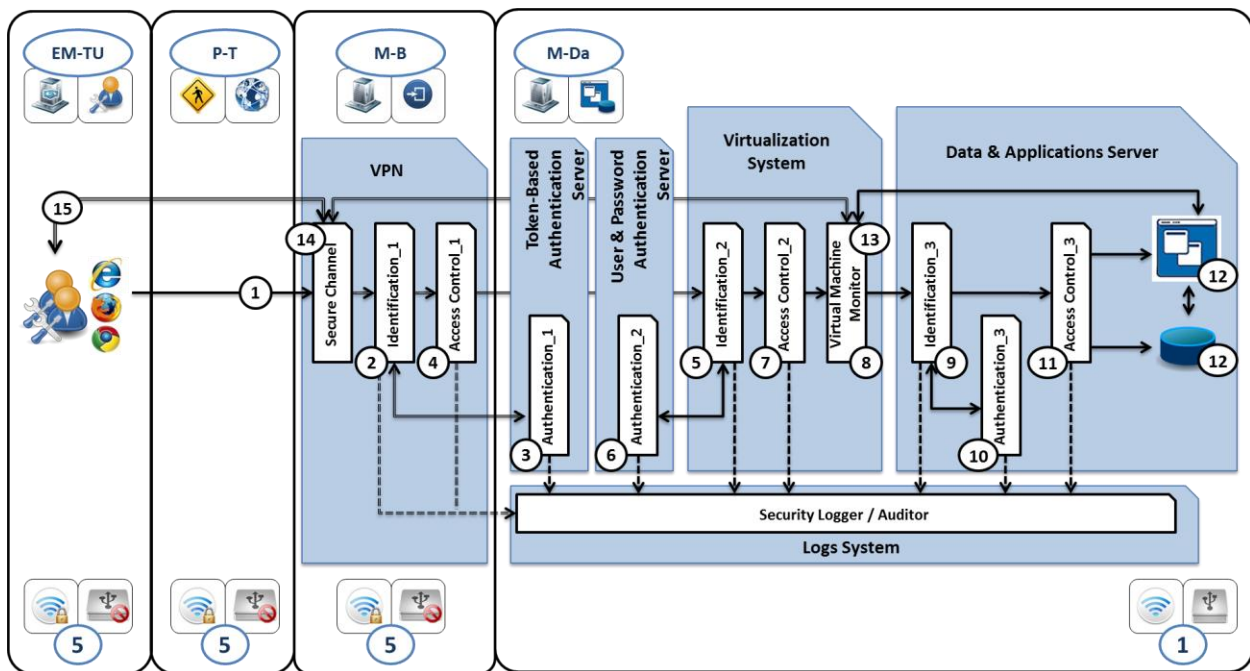 EM-TU
P-T
M-B
M-Da
VPN
Token-Based
Authentication
Server
User & Password
Authentication
Server
Virtualization
System
Data & Applications Server
15
14
13
12
1
Secure Channel
Identification_1
Access Control_1
Identification_2
Access Control_2
Virtual Machine
Monitor
Identification_3
Access Control_3
2
4
5
7
8
9
11
12
Authentication_1
Authentication_2
Authentication_3
3
6
10
Security Logger / Auditor
Logs System
5
5
5
1